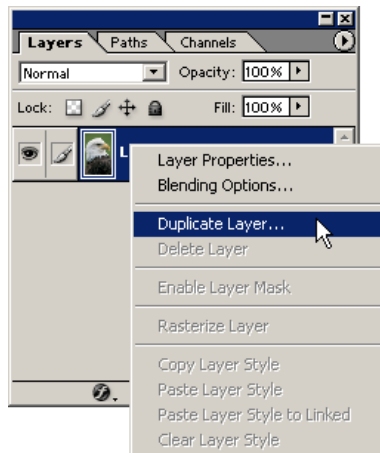 Layers Paths Channels
Normal Opacity: 100%
Lock: Fill: 100%
L
Layer Properties...
Blending Options...
Duplicate Layer...
Delete Layer
Enable Layer Mask
Rasterize Layer
Copy Layer Style
Paste Layer Style
Paste Layer Style to Linked
Clear Layer Style